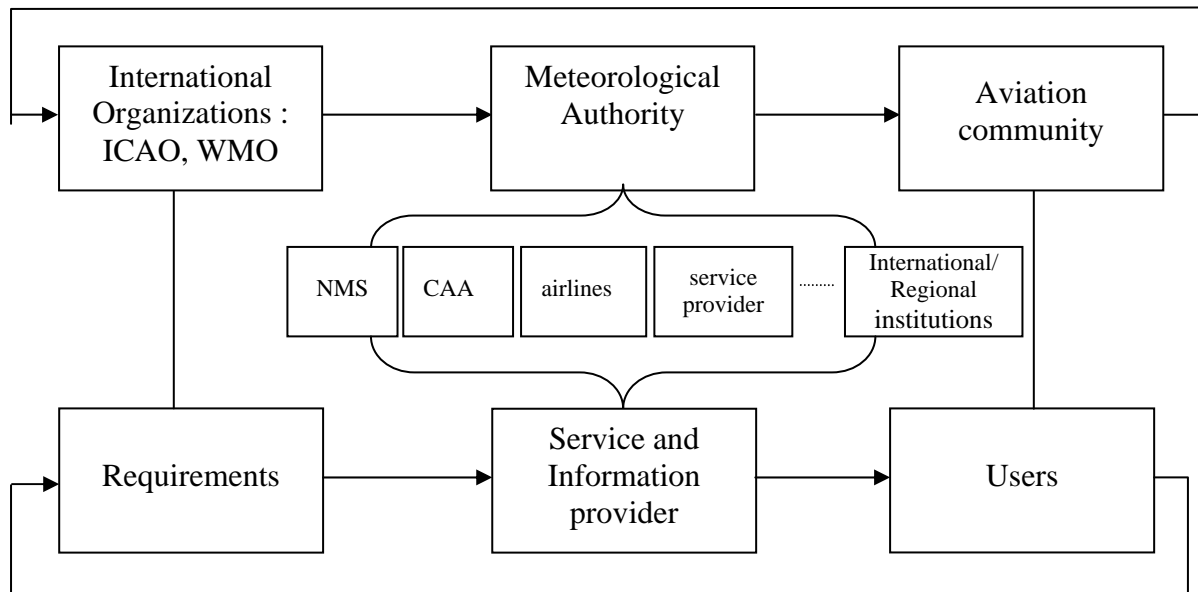 International
Organizations :
ICAO, WMO
Meteorological
Authority
Aviation
community
NMS
CAA
airlines
service
provider
.........
International/
Regional
institutions
Requirements
Service and
Information
provider
Users